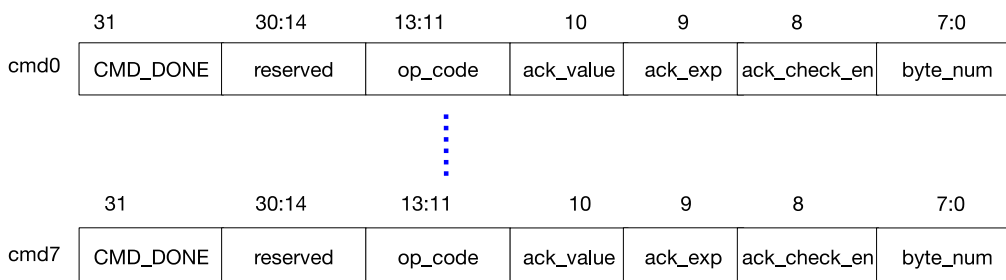 31 30:14 13:11 10 9 8 7:0
cmd0 CMD_DONE reserved op_code ack_value ack_exp ack_check_en byte_num
31 30:14 13:11 10 9 8 7:0
cmd7 CMD_DONE reserved op_code ack_value ack_exp ack_check_en byte_num